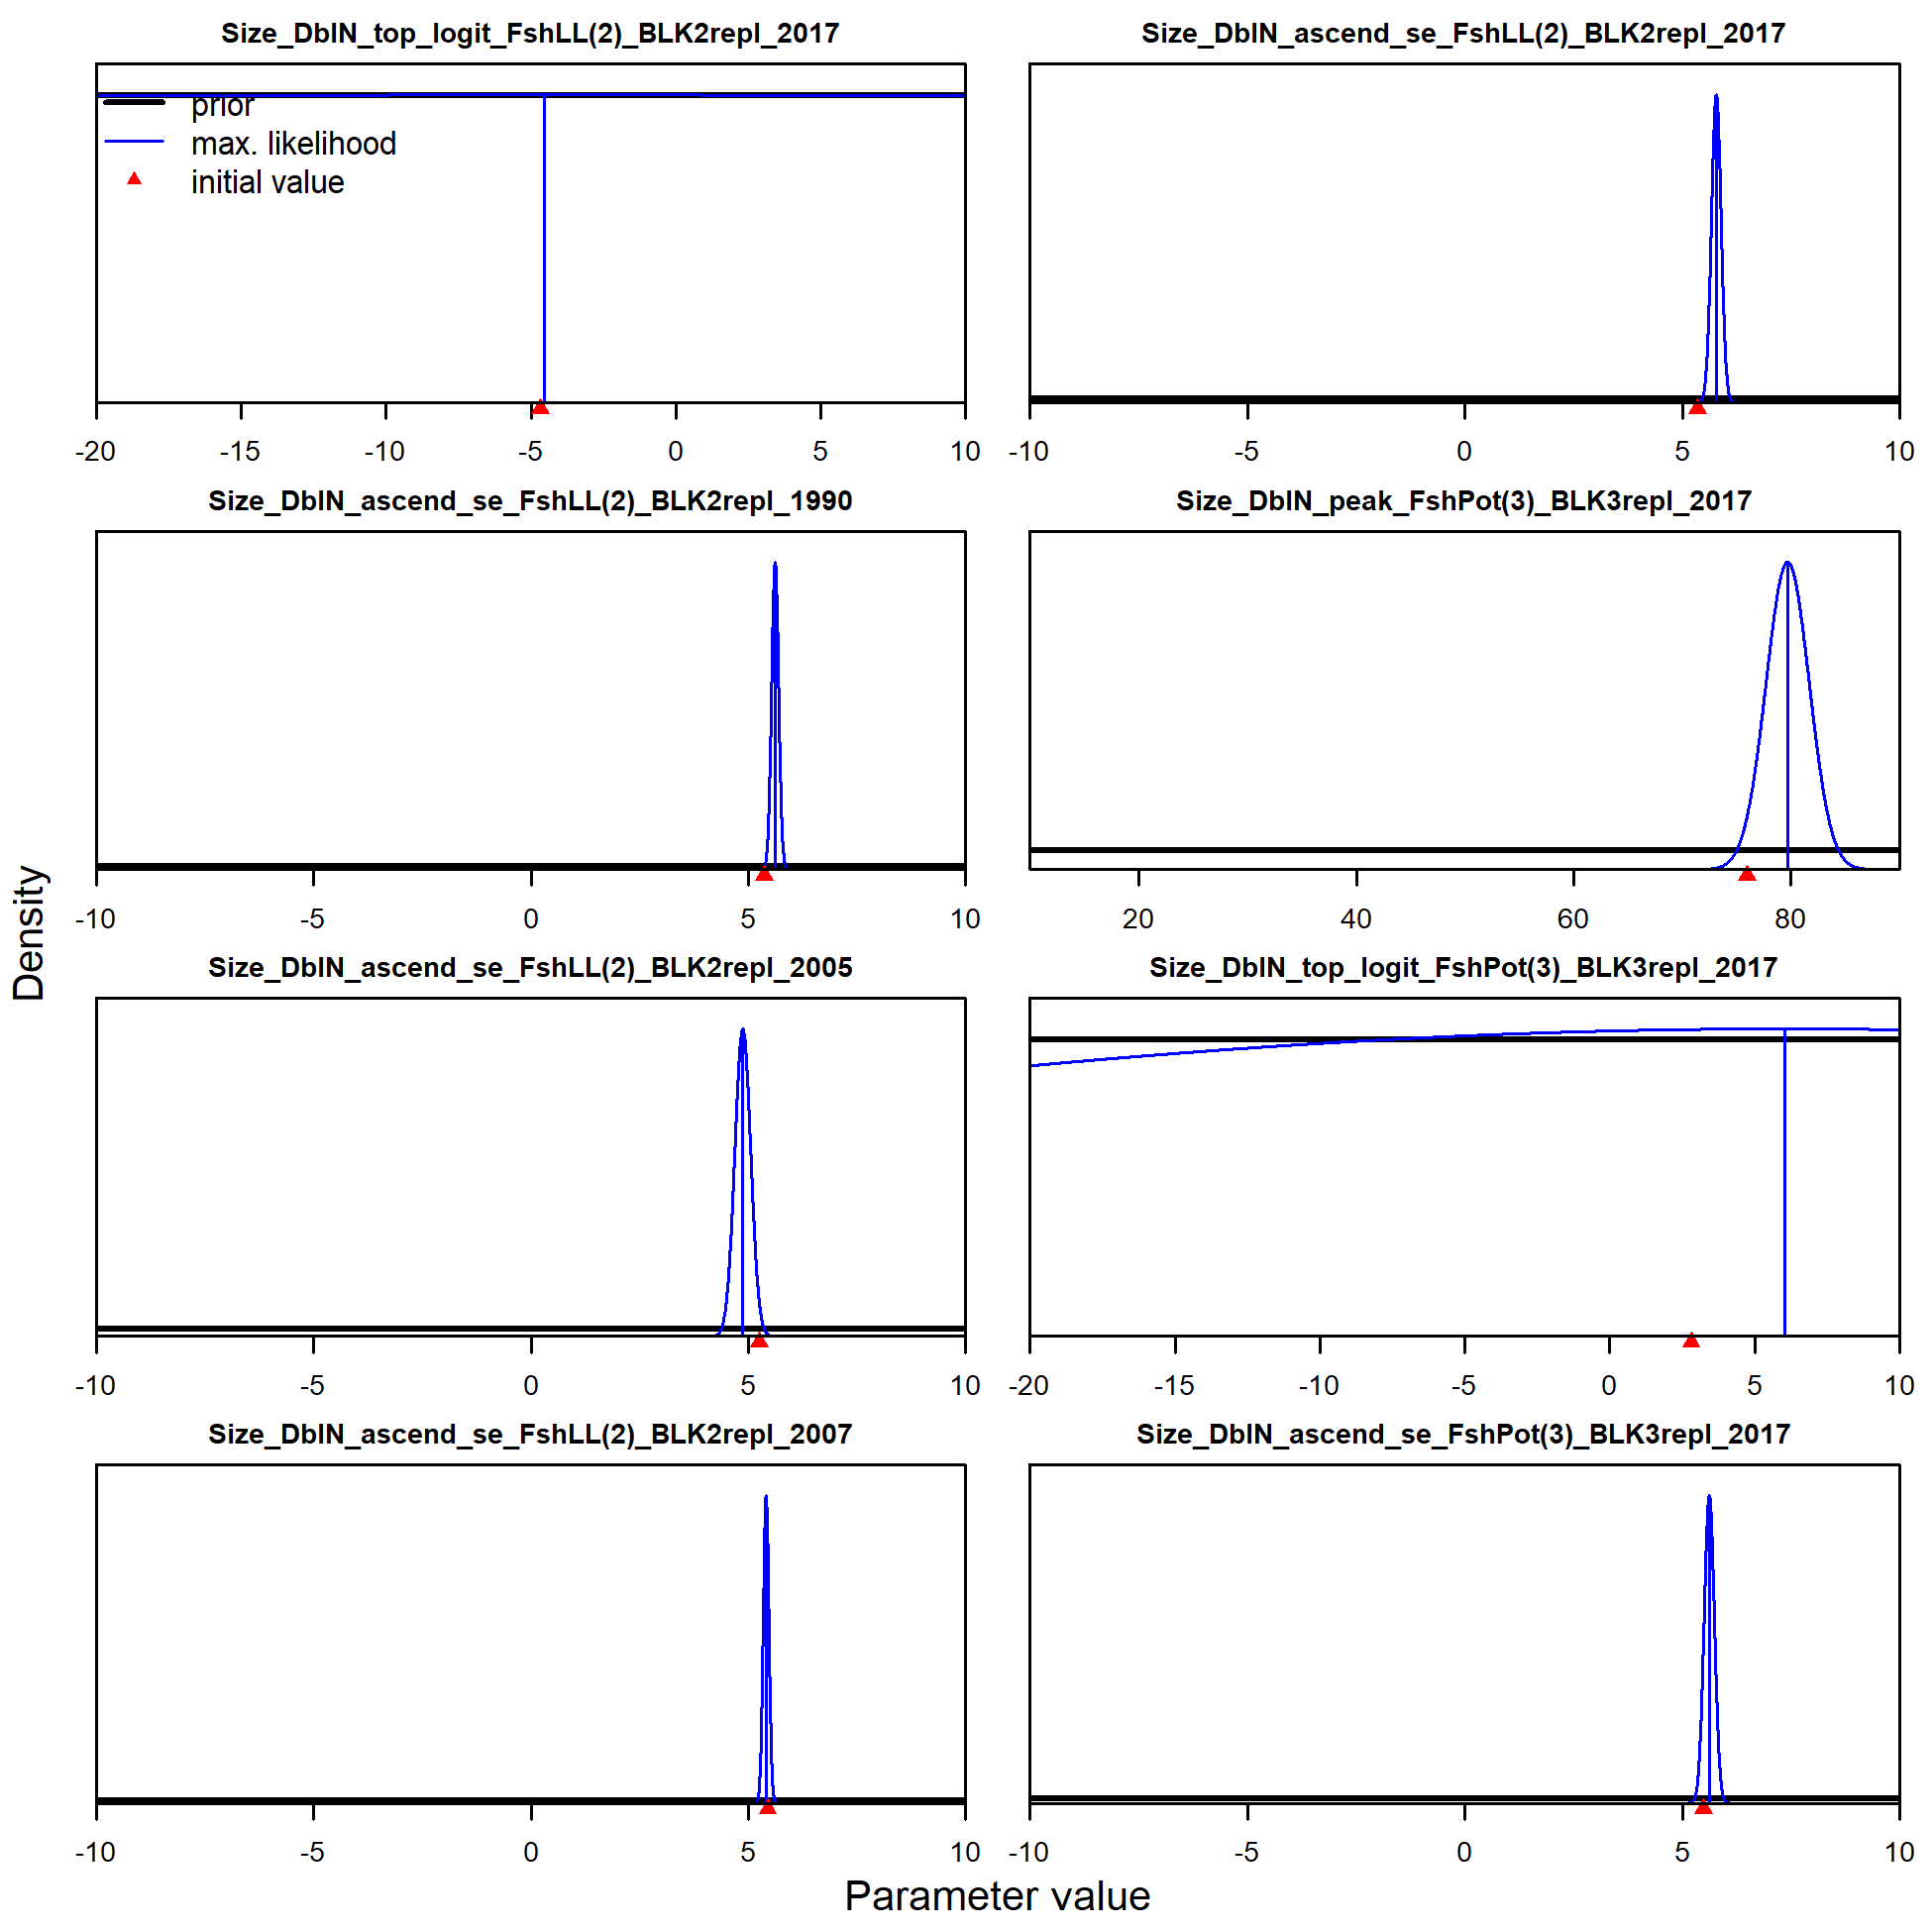 Size_DblN_top_logit_FshLL(2)_BLK2repl_2017
prior
max. likelihood
initial value
-20 -15 -10 -5 0 5 10
Size_DblN_ascend_se_FshLL(2)_BLK2repl_2017
-10 -5 0 5 10
Size_DblN_ascend_se_FshLL(2)_BLK2repl_1990
-10 -5 0 5 10
Size_DblN_peak_FshPot(3)_BLK3repl_2017
20 40 60 80
Size_DblN_ascend_se_FshLL(2)_BLK2repl_2005
-10 -5 0 5 10
Size_DblN_top_logit_FshPot(3)_BLK3repl_2017
-20 -15 -10 -5 0 5 10
Size_DblN_ascend_se_FshLL(2)_BLK2repl_2007
-10 -5 0 5 10
Size_DblN_ascend_se_FshPot(3)_BLK3repl_2017
-10 -5 0 5 10
Density
Parameter value